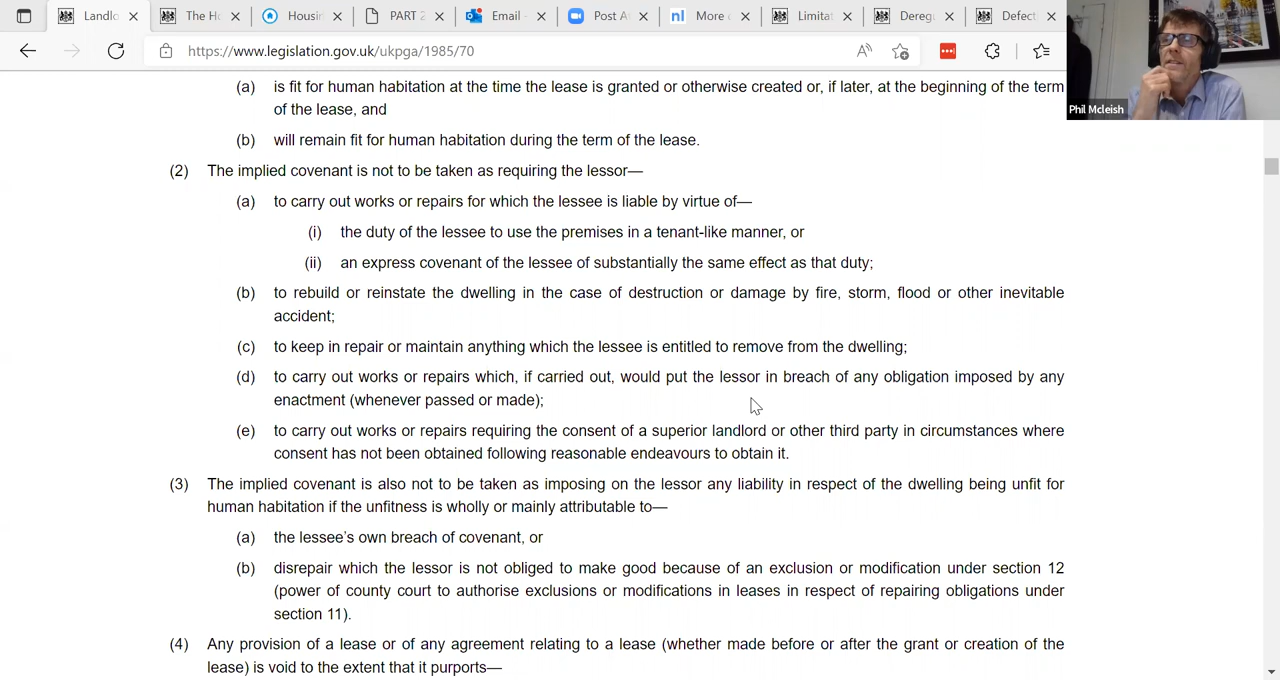 Landlo
The Ho
Housin
PART 2
Email -
Post A
nl More
Limitat
Deregu
Defect
https://www.legislation.gov.uk/ukpga/1985/70
Phil Mcleish
(a) is fit for human habitation at the time the lease is granted or otherwise created or, if later, at the beginning of the term
of the lease, and
(b) will remain fit for human habitation during the term of the lease.
(2) The implied covenant is not to be taken as requiring the lessor—
(a) to carry out works or repairs for which the lessee is liable by virtue of—
(i) the duty of the lessee to use the premises in a tenant-like manner, or
(ii) an express covenant of the lessee of substantially the same effect as that duty;
(b) to rebuild or reinstate the dwelling in the case of destruction or damage by fire, storm, flood or other inevitable
accident;
(c) to keep in repair or maintain anything which the lessee is entitled to remove from the dwelling;
(d) to carry out works or repairs which, if carried out, would put the lessor in breach of any obligation imposed by any
enactment (whenever passed or made);
(e) to carry out works or repairs requiring the consent of a superior landlord or other third party in circumstances where
consent has not been obtained following reasonable endeavours to obtain it.
(3) The implied covenant is also not to be taken as imposing on the lessor any liability in respect of the dwelling being unfit for
human habitation if the unfitness is wholly or mainly attributable to—
(a) the lessee's own breach of covenant, or
(b) disrepair which the lessor is not obliged to make good because of an exclusion or modification under section 12
(power of county court to authorise exclusions or modifications in leases in respect of repairing obligations under
section 11).
(4) Any provision of a lease or of any agreement relating to a lease (whether made before or after the grant or creation of the
lease) is void to the extent that it purports—